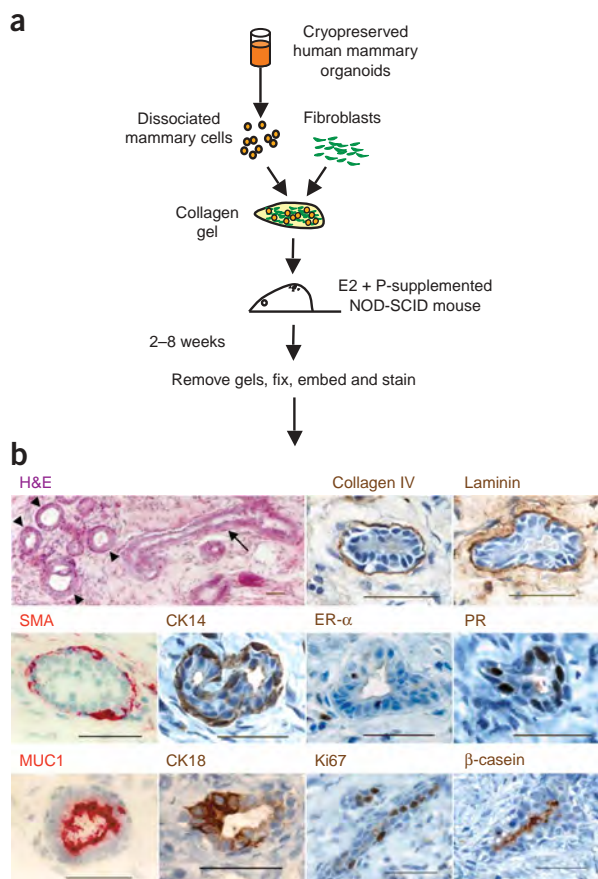 a
Cryopreserved
human mammary
organoids
Dissociated
mammary cells
Fibroblasts
Collagen
gel
E2 + P-supplemented
NOD-SCID mouse
2–8 weeks
Remove gels, fix, embed and stain
b
H&E
Collagen IV
Laminin
SMA
CK14
ER-α
PR
MUC1
CK18
Ki67
β-casein